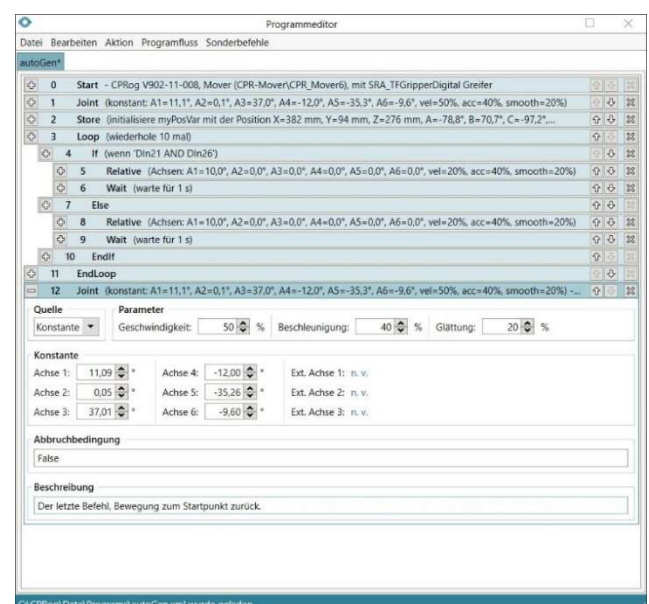 Programmeditor
Datei Bearbeiten Aktion Programfluss Sonderbefehle
autoGen*
0 Start - CPRog V902-11-008, Mover (CPR-Mover\CPR_Mover6), mit SRA_TFGripperDigital Greifer
1 Joint (konstant: A1=11,1°, A2=0,1°, A3=37,0°, A4=-12,0°, A5=-35,3°, A6=-9,6°, vel=50%, acc=40%, smooth=20%)
2 Store (initialisiere myPosVar mit der Position X=382 mm, Y=94 mm, Z=276 mm, A=-78,8°, B=70,7°, C=-97,2°,...
3 Loop (wiederhole 10 mal)
4 If (wenn 'Din21 AND Din26')
5 Relative (Achsen: A1=10,0°, A2=0,0°, A3=0,0°, A4=0,0°, A5=0,0°, A6=0,0°, vel=20%, acc=40%, smooth=20%)
6 Wait (warte für 1 s)
7 Else
8 Relative (Achsen: A1=10,0°, A2=0,0°, A3=0,0°, A4=0,0°, A5=0,0°, A6=0,0°, vel=20%, acc=40%, smooth=20%)
9 Wait (warte für 1 s)
10 EndIf
11 EndLoop
12 Joint (konstant: A1=11,1°, A2=0,1°, A3=37,0°, A4=-12,0°, A5=-35,3°, A6=-9,6°, vel=50%, acc=40%, smooth=20%) -...
Quelle Parameter
Konstante Geschwindigkeit: 50 % Beschleunigung: 40 % Glättung: 20 %
Konstante
Achse 1: 11,09 ° Achse 4: -12,00 ° Ext. Achse 1: n. v.
Achse 2: 0,05 ° Achse 5: -35,26 ° Ext. Achse 2: n. v.
Achse 3: 37,01 ° Achse 6: -9,60 ° Ext. Achse 3: n. v.
Abbruchbedingung
False
Beschreibung
Der letzte Befehl, Bewegung zum Startpunkt zurück.